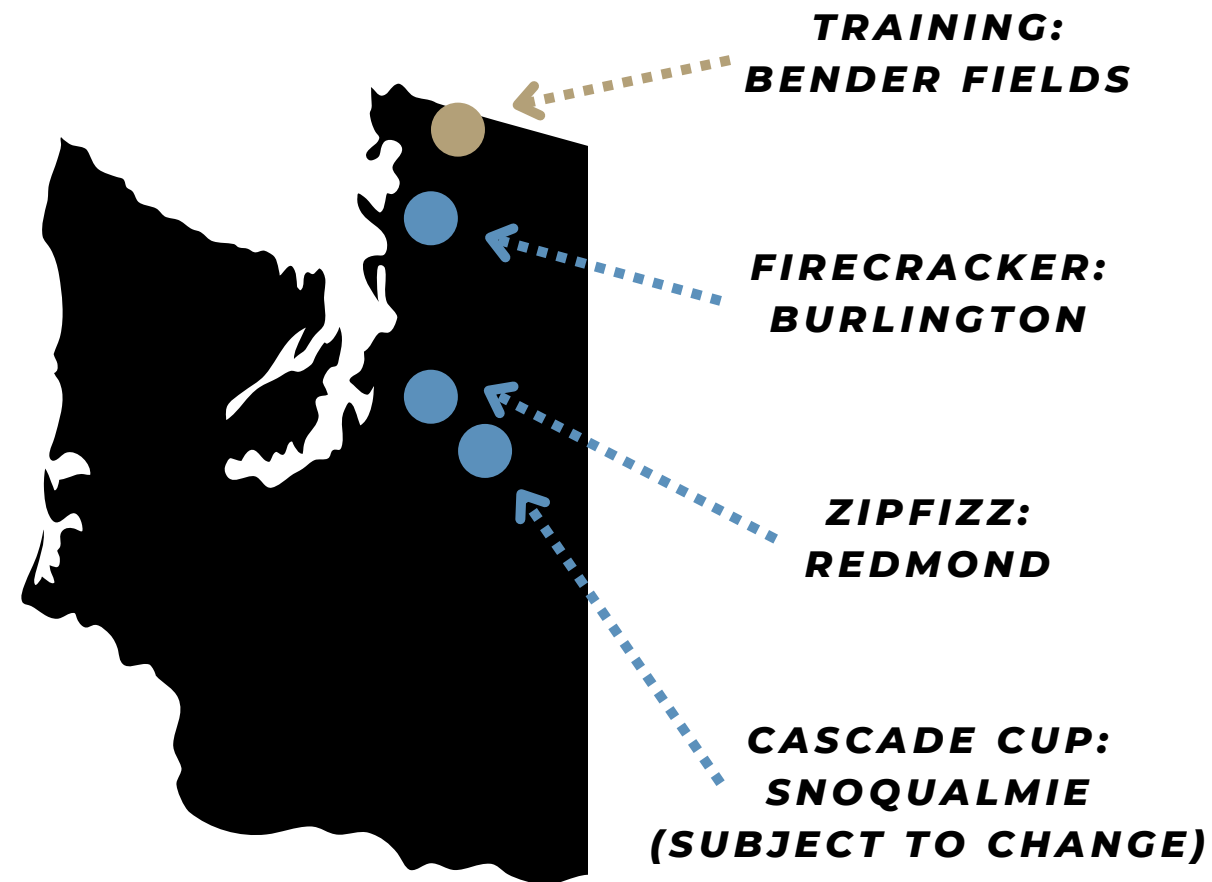 TRAINING:
BENDER FIELDS
FIRECRACKER:
BURLINGTON
ZIPFIZZ:
REDMOND
CASCADE CUP:
SNOQUALMIE
(SUBJECT TO CHANGE)